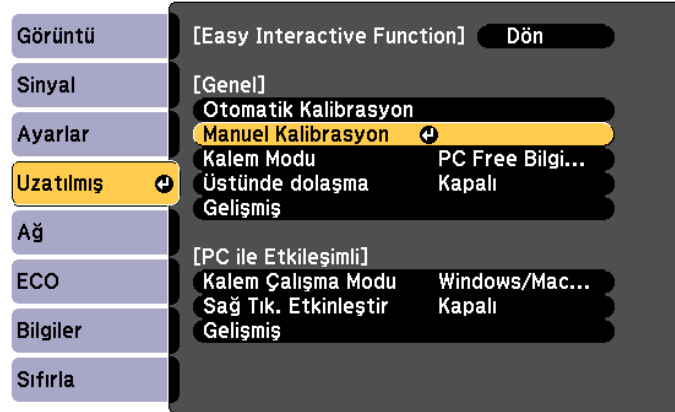 Görüntü
Sinyal
Ayarlar
Uzatılmış
Ağ
ECO
Bilgiler
Sıfırla
[Easy Interactive Function] Dön
[Genel]
Otomatik Kalibrasyon
Manuel Kalibrasyon
Kalem Modu PC Free Bilgi...
Üstünde dolaşma Kapalı
Gelişmiş
[PC ile Etkileşimli]
Kalem Çalışma Modu Windows/Mac...
Sağ Tık. Etkinleştir Kapalı
Gelişmiş